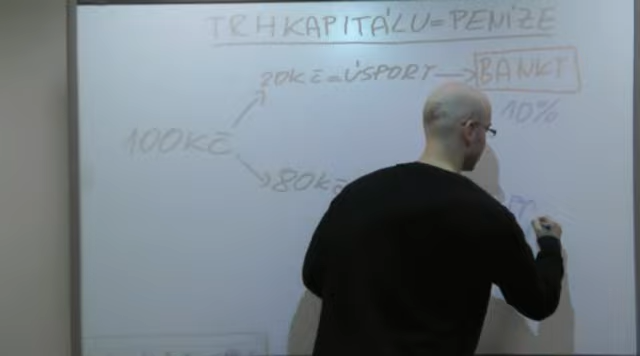 TRH KAPITÁLU = PENÍZE
20KČ = ÚSPORY → BANKY
10%
100KČ
80KČ